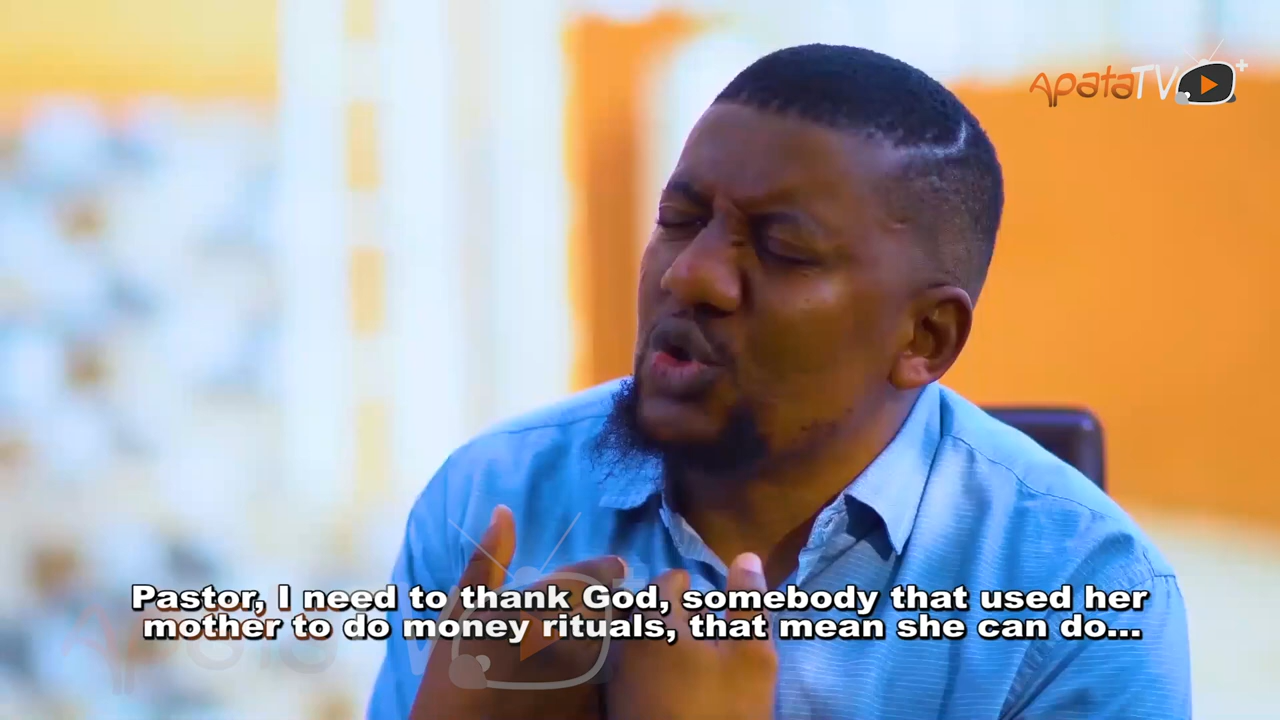 ApataTV+
Pastor, I need to thank God, somebody that used her
mother to do money rituals, that mean she can do...
ApataTV+